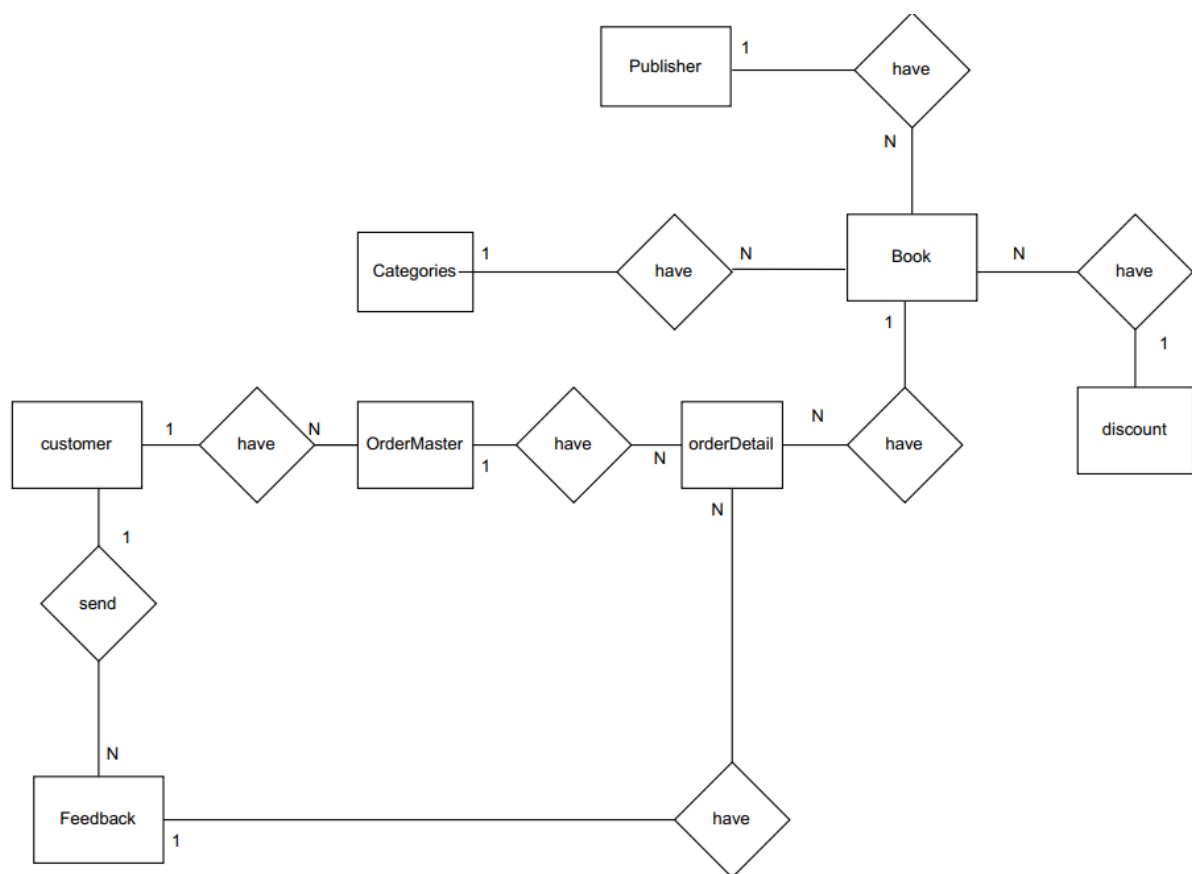 1
Publisher
have
N
Categories
1
have
N
Book
N
have
1
1
discount
customer
1
have
N
OrderMaster
1
have
N
orderDetail
N
have
1
send
N
N
Feedback
1
have